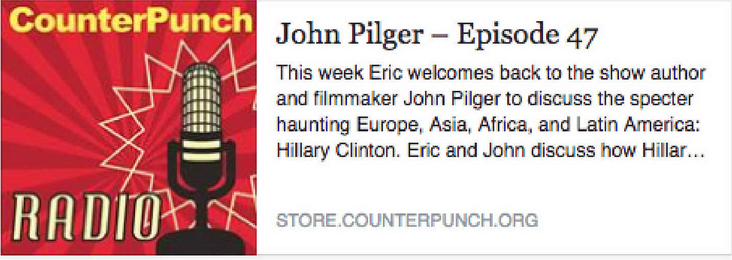 CounterPunch
RADIO
John Pilger – Episode 47
This week Eric welcomes back to the show author
and filmmaker John Pilger to discuss the specter
haunting Europe, Asia, Africa, and Latin America:
Hillary Clinton. Eric and John discuss how Hillar...
STORE.COUNTERPUNCH.ORG